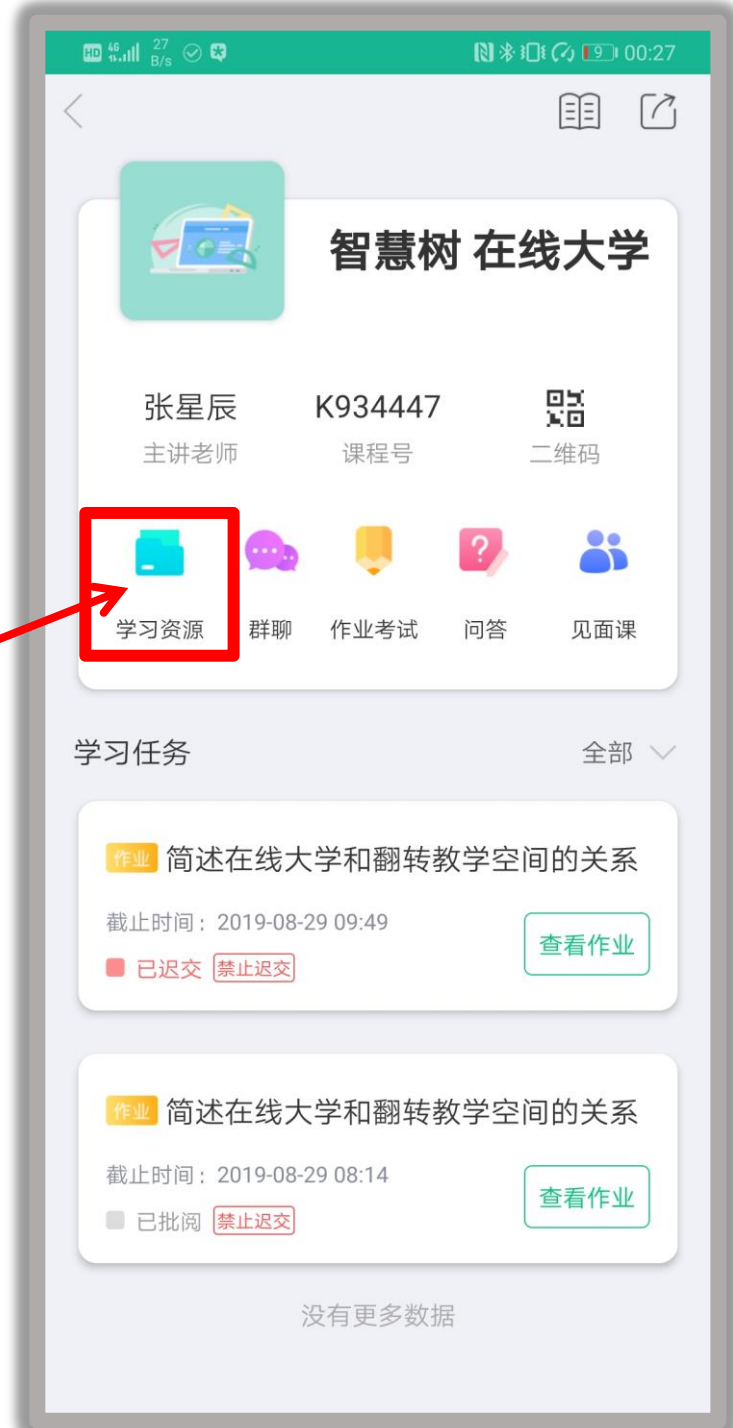 HD 46 27 B/s 9 00:27
智慧树 在线大学
张星辰 K934447
主讲老师 课程号 二维码
学习资源 群聊 作业考试 问答 见面课
学习任务 全部
作业 简述在线大学和翻转教学空间的关系
截止时间：2019-08-29 09:49
查看作业
已迟交 禁止迟交
作业 简述在线大学和翻转教学空间的关系
截止时间：2019-08-29 08:14
查看作业
已批阅 禁止迟交
没有更多数据